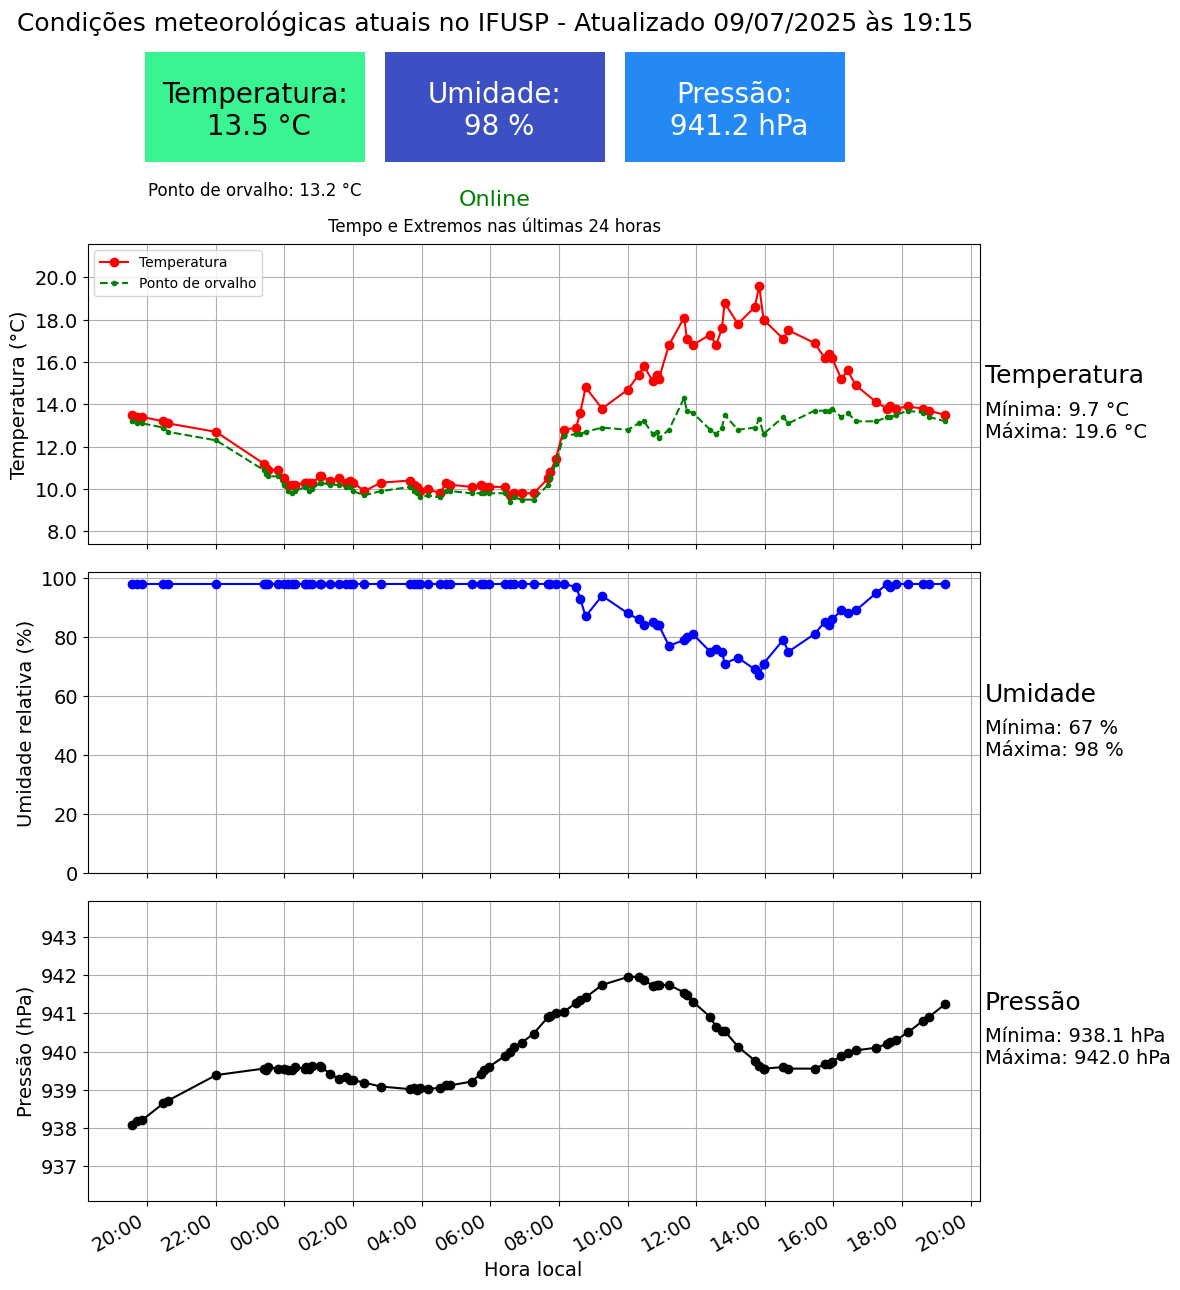 Condições meteorológicas atuais no IFUSP - Atualizado 09/07/2025 às 19:15
Temperatura:
13.5 °C
Umidade:
98 %
Pressão:
941.2 hPa
Ponto de orvalho: 13.2 °C
Online
Tempo e Extremos nas últimas 24 horas
Temperatura
Ponto de orvalho
Temperatura (°C)
20.0
18.0
16.0
14.0
12.0
10.0
8.0
Temperatura
Mínima: 9.7 °C
Máxima: 19.6 °C
Umidade relativa (%)
100
80
60
40
20
0
Umidade
Mínima: 67 %
Máxima: 98 %
Pressão (hPa)
943
942
941
940
939
938
937
Pressão
Mínima: 938.1 hPa
Máxima: 942.0 hPa
20:00 22:00 00:00 02:00 04:00 06:00 08:00 10:00 12:00 14:00 16:00 18:00 20:00
Hora local